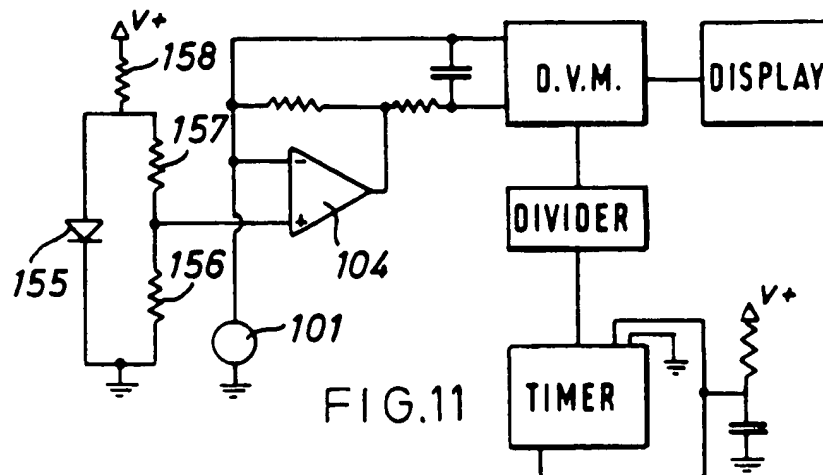 V+
158
157
155
156
-
+
104
101
D.V.M.
DISPLAY
DIVIDER
TIMER
V+
FIG.11